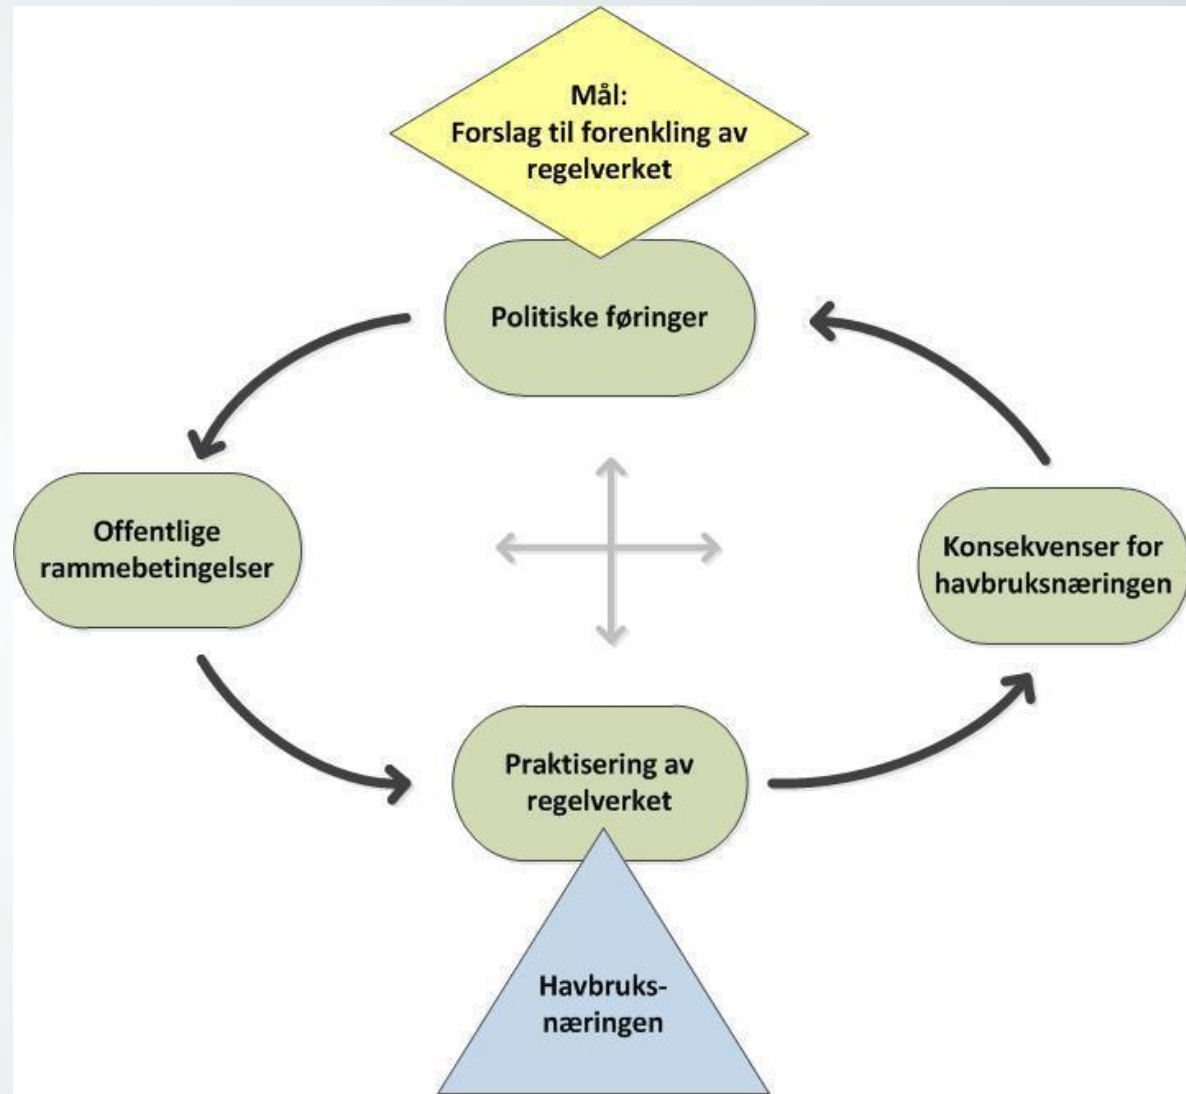 Mål:
Forslag til forenkling av
regelverket
Politiske føringer
Offentlige
rammebetingelser
Konsekvenser for
havbruksnæringen
Praktisering av
regelverket
Havbruks-
næringen